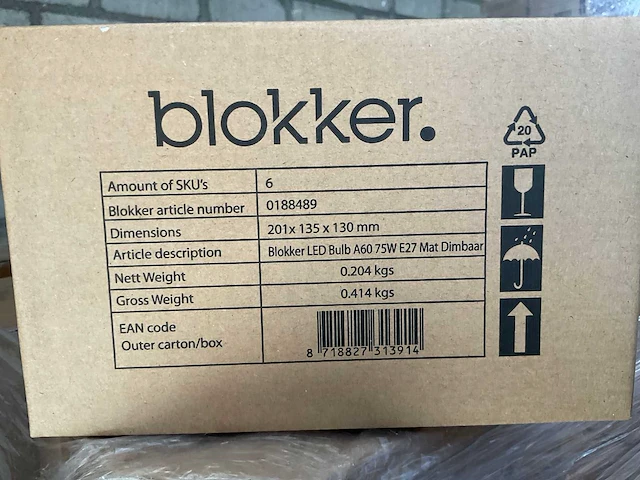 blokker.
20
PAP
Amount of SKU's 6
Blokker article number 0188489
Dimensions 201x 135 x 130 mm
Article description Blokker LED Bulb A60 75W E27 Mat Dimbaar
Nett Weight 0.204 kgs
Gross Weight 0.414 kgs
EAN code
Outer carton/box
8 718827 313914